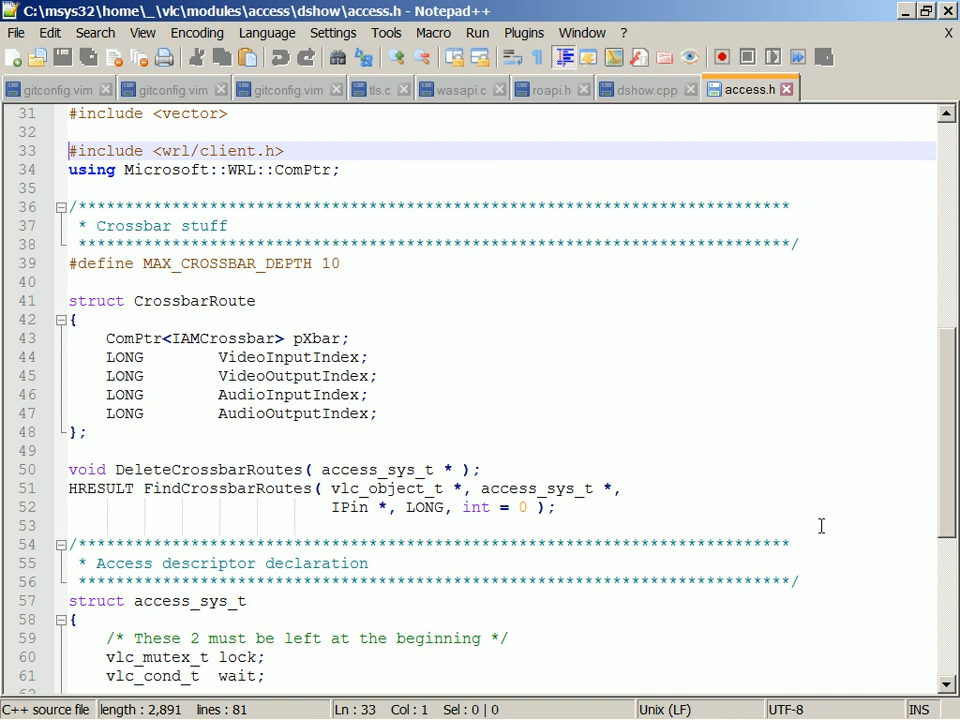 C:\msys32\home\_\vlc\modules\access\dshow\access.h - Notepad++
File Edit Search View Encoding Language Settings Tools Macro Run Plugins Window ? X
gitconfig.vim gitconfig.vim gitconfig.vim tls.c wasapi.c roapi.h dshow.cpp access.h
31 #include <vector>
32
33 #include <wrl/client.h>
34 using Microsoft::WRL::ComPtr;
35
36 /****************************************************************************
37 * Crossbar stuff
38 ****************************************************************************/
39 #define MAX_CROSSBAR_DEPTH 10
40
41 struct CrossbarRoute
42 {
43 ComPtr<IAMCrossbar> pXbar;
44 LONG VideoInputIndex;
45 LONG VideoOutputIndex;
46 LONG AudioInputIndex;
47 LONG AudioOutputIndex;
48 };
49
50 void DeleteCrossbarRoutes( access_sys_t * );
51 HRESULT FindCrossbarRoutes( vlc_object_t *, access_sys_t *,
52 IPin *, LONG, int = 0 );
53
54 /****************************************************************************
55 * Access descriptor declaration
56 ****************************************************************************/
57 struct access_sys_t
58 {
59 /* These 2 must be left at the beginning */
60 vlc_mutex_t lock;
61 vlc_cond_t wait;
C++ source file length : 2,891 lines : 81 Ln : 33 Col : 1 Sel : 0 | 0 Unix (LF) UTF-8 INS